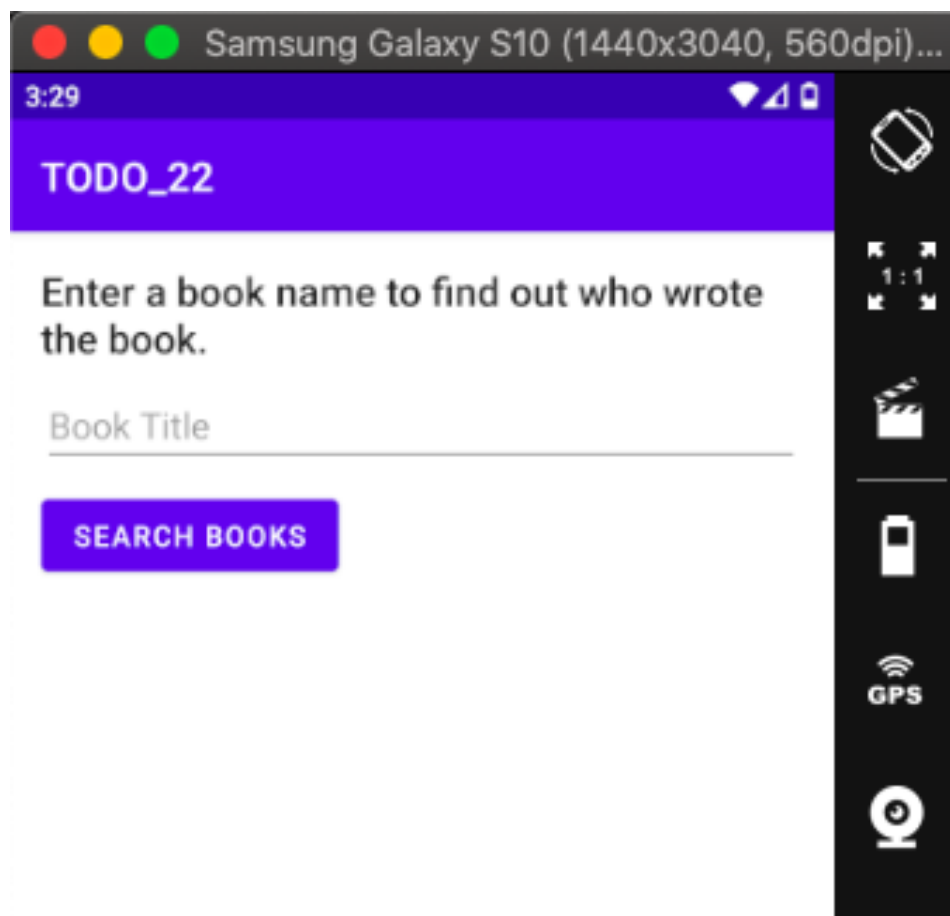 Samsung Galaxy S10 (1440x3040, 560dpi)...
3:29
TODO_22
Enter a book name to find out who wrote
the book.
Book Title
SEARCH BOOKS
1:1
GPS